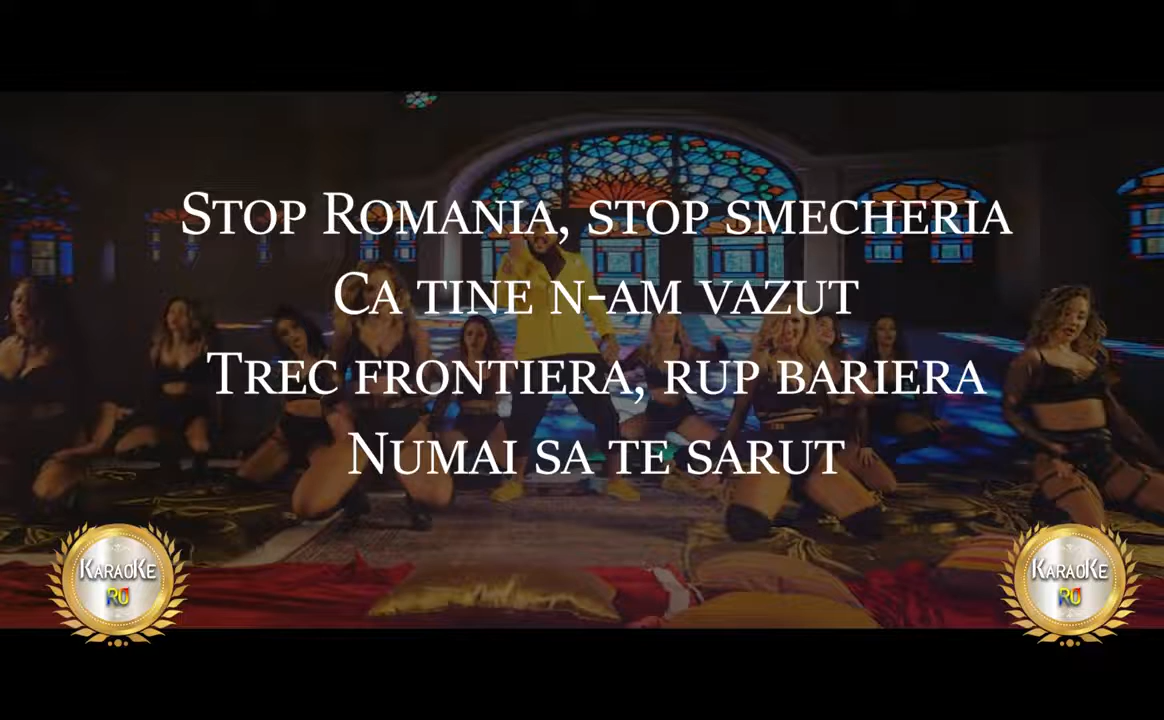 Stop Romania, stop smecheria
Ca tine n-am vazut
Trec frontiera, rup bariera
Numai sa te sarut
KaraoKe
RO
KaraoKe
RO